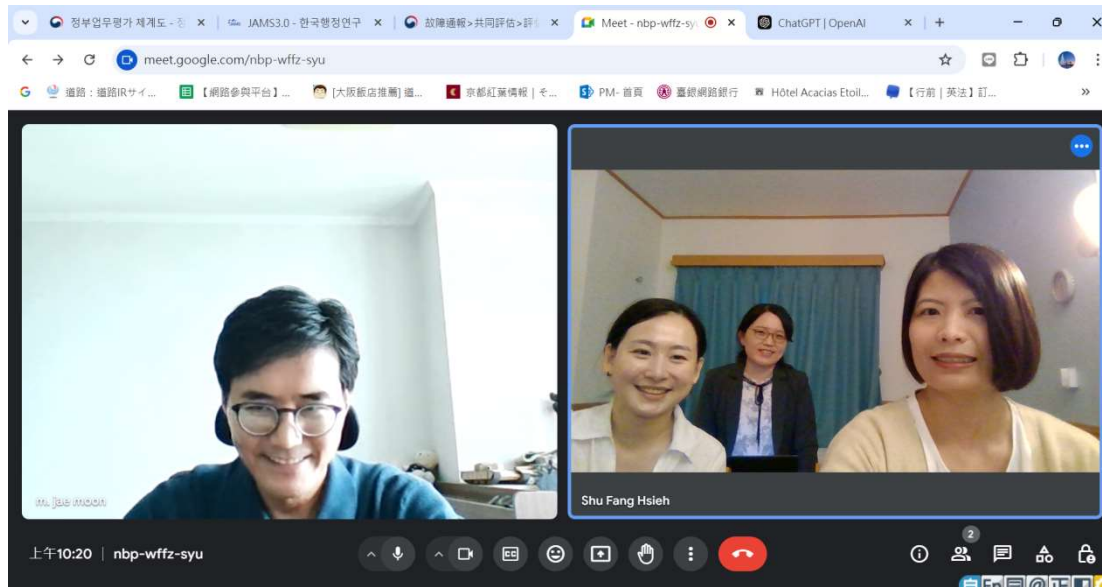 정부업무평가 체계도 -
JAMS3.0 - 한국행정연구
故障通報>共同評估>評
Meet - nbp-wffz-sy
ChatGPT | OpenAI
meet.google.com/nbp-wffz-syu
道路：道路IRサイ...
【網路參與平台】...
[大阪飯店推薦] 道...
京都紅葉情報 | そ...
PM- 首頁
臺銀網路銀行
Hôtel Acacias Etoil...
【行前 | 英法】訂...
m. jae moon
Shu Fang Hsieh
上午10:20 | nbp-wffz-syu
2